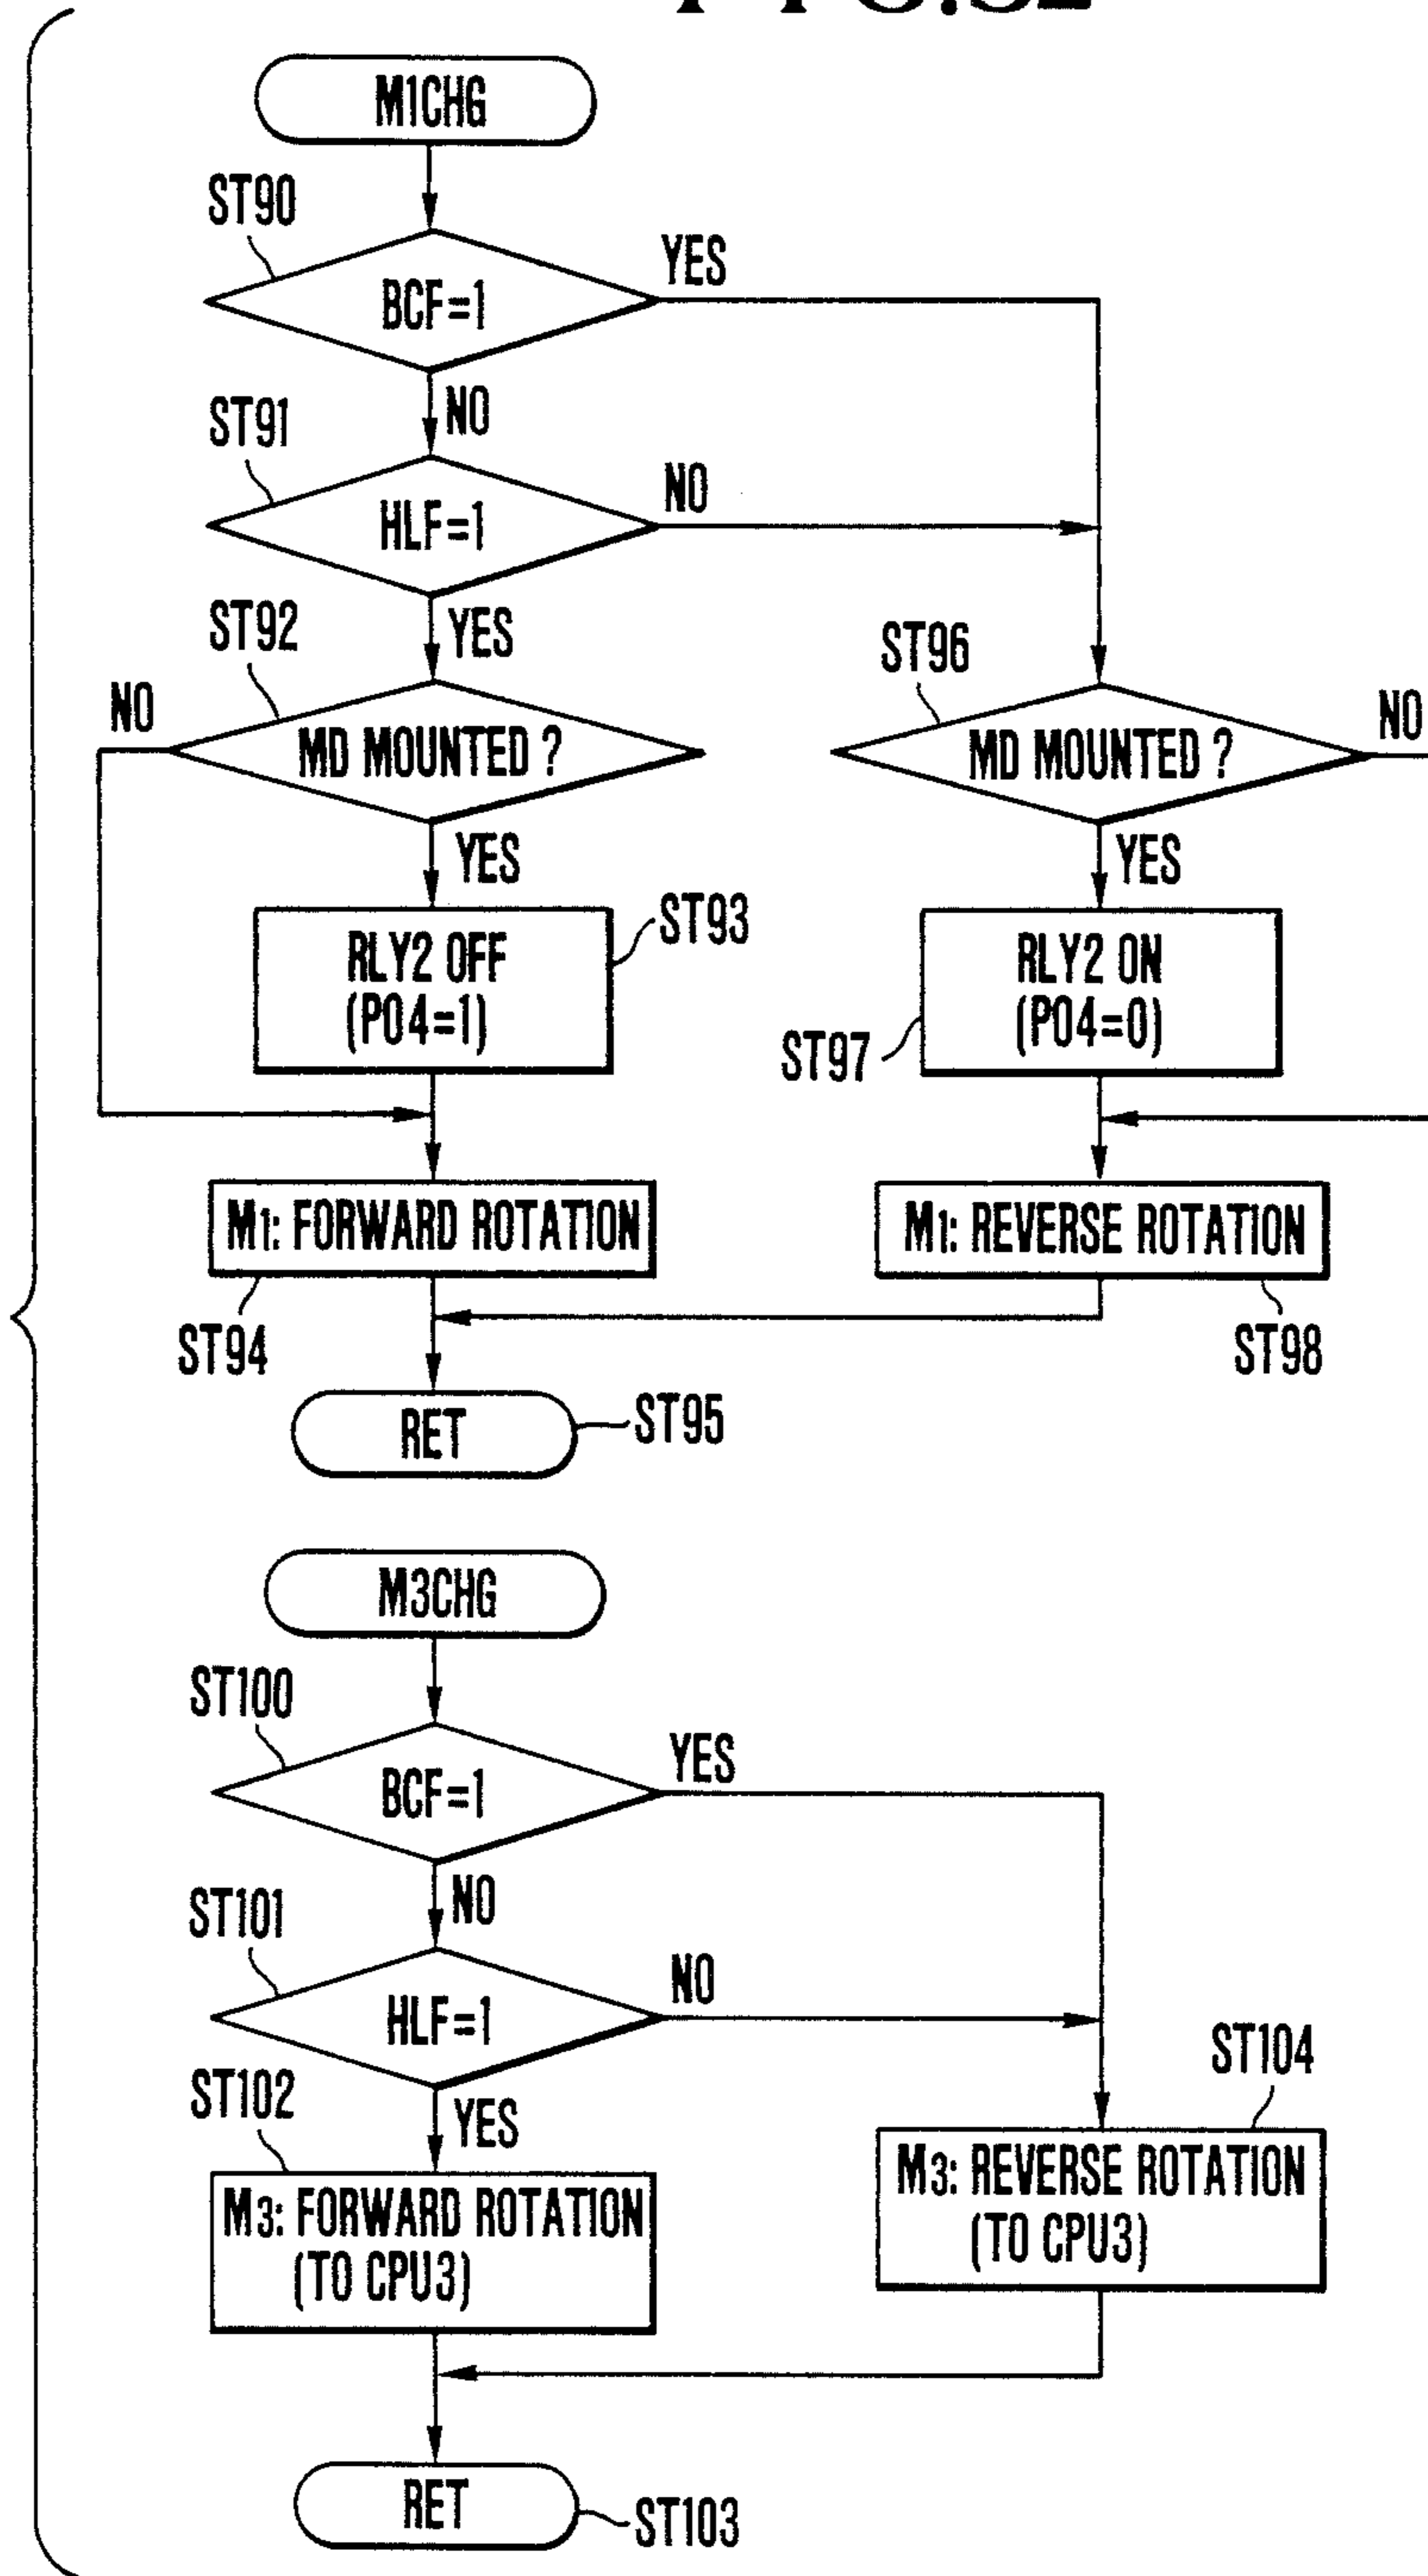 M1CHG
ST90
BCF=1
YES
NO
ST91
HLF=1
NO
YES
ST92
MD MOUNTED ?
NO
YES
ST96
MD MOUNTED ?
NO
YES
RLY2 OFF
(P04=1)
ST93
RLY2 ON
(P04=0)
ST97
M1: FORWARD ROTATION
ST94
M1: REVERSE ROTATION
ST98
RET
ST95
M3CHG
ST100
BCF=1
YES
NO
ST101
HLF=1
NO
YES
ST102
M3: FORWARD ROTATION
(TO CPU3)
ST104
M3: REVERSE ROTATION
(TO CPU3)
RET
ST103